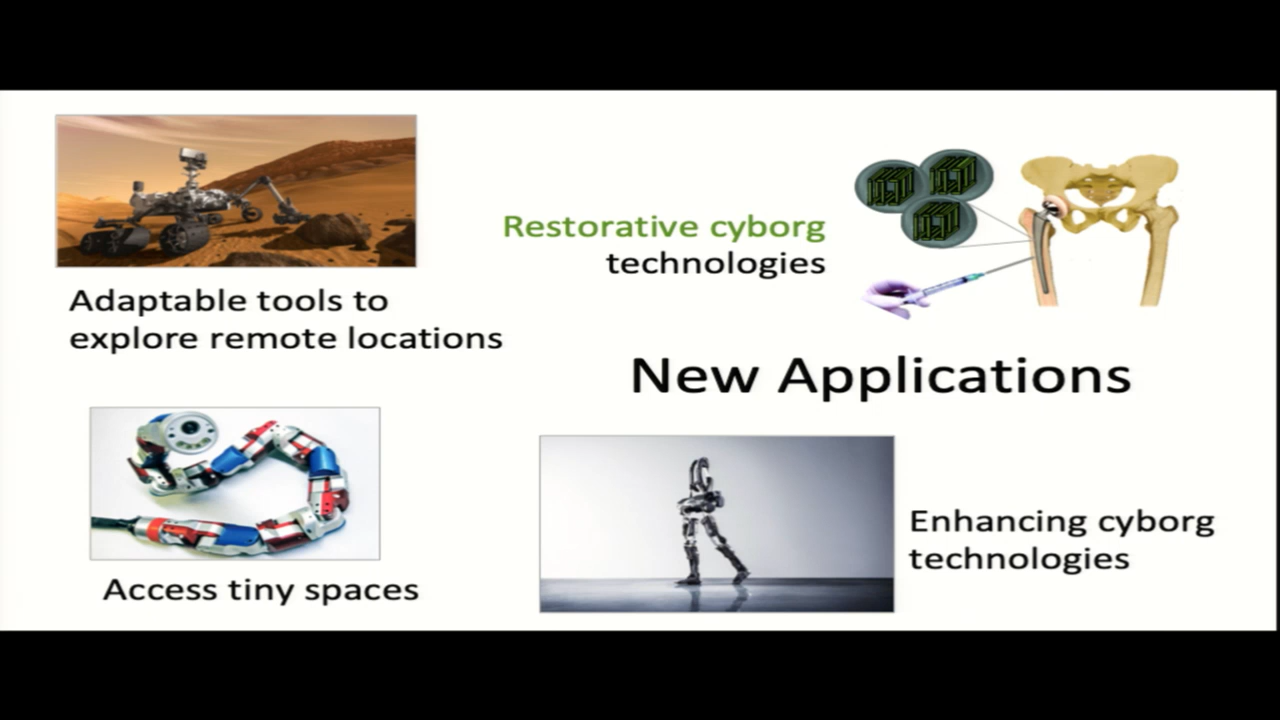 Adaptable tools to
explore remote locations
Restorative cyborg
technologies
New Applications
Access tiny spaces
Enhancing cyborg
technologies